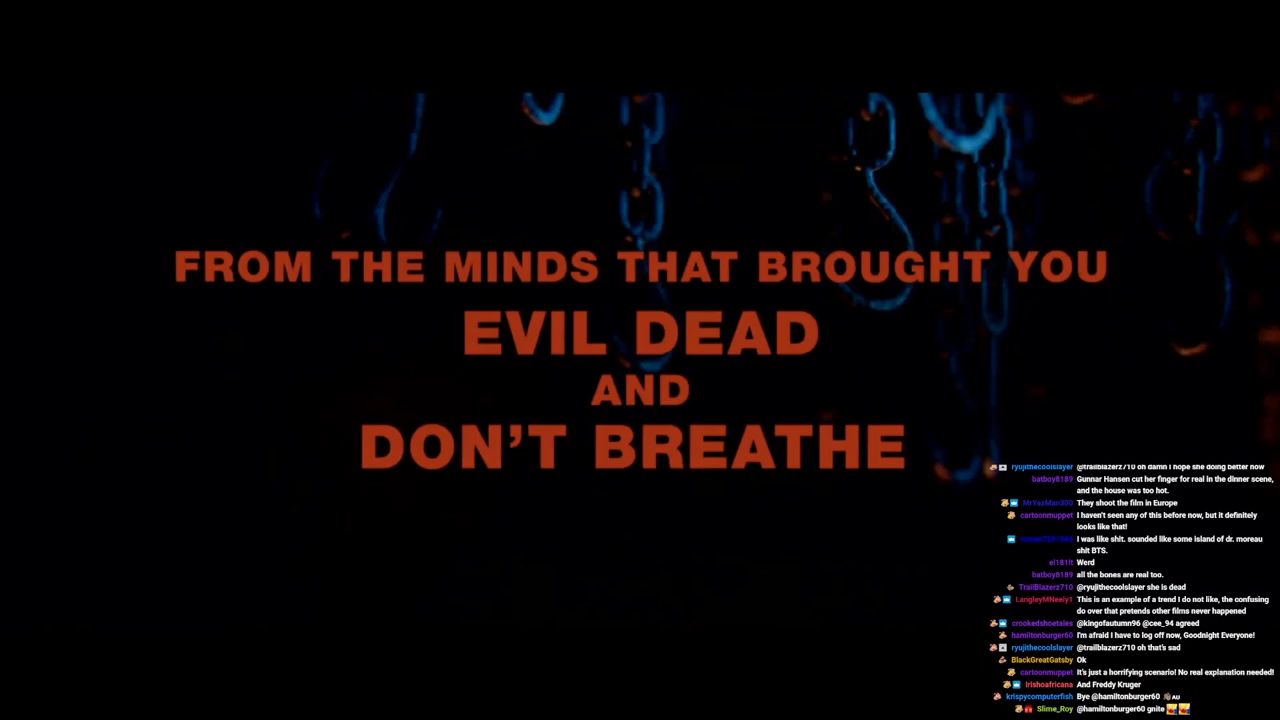 FROM THE MINDS THAT BROUGHT YOU
EVIL DEAD
AND
DON'T BREATHE
ryujithecoolslayer @trailblazerz710 oh damn I hope she doing better now
batboy8189 Gunnar Hansen cut her finger for real in the dinner scene,
and the house was too hot.
MrYazMan300 They shoot the film in Europe
cartoonmuppet I haven't seen any of this before now, but it definitely
looks like that!
I was like shit. sounded like some island of dr. moreau
shit BTS.
el181it Werd
batboy8189 all the bones are real too.
TrailBlazerz710 @ryujithecoolslayer she is dead
LangleyMNeely1 This is an example of a trend I do not like, the confusing
do over that pretends other films never happened
crookedshoetales @kingofautumn96 @cee_94 agreed
hamiltonburger60 I'm afraid I have to log off now, Goodnight Everyone!
ryujithecoolslayer @trailblazerz710 oh that's sad
BlackGreatGatsby Ok
cartoonmuppet It's just a horrifying scenario! No real explanation needed!
Irishoafricana And Freddy Kruger
krispycomputerfish Bye @hamiltonburger60 AU
Slime_Roy @hamiltonburger60 gnite